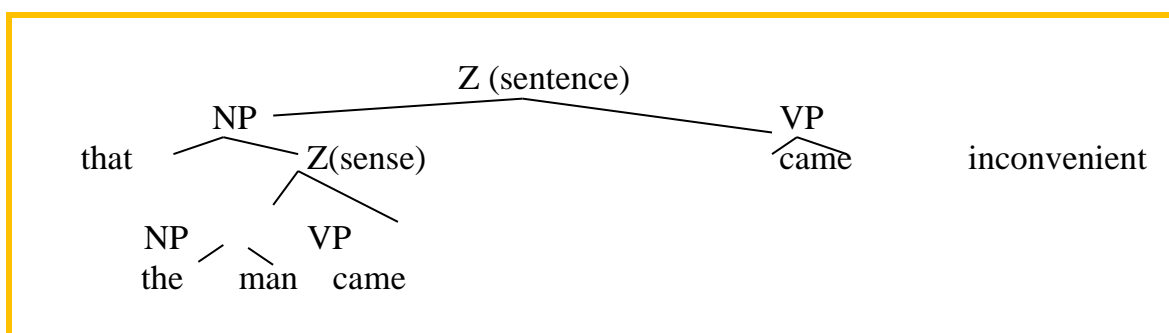 Z (sentence)
NP VP
that Z(sense) came inconvenient
NP VP
the man came